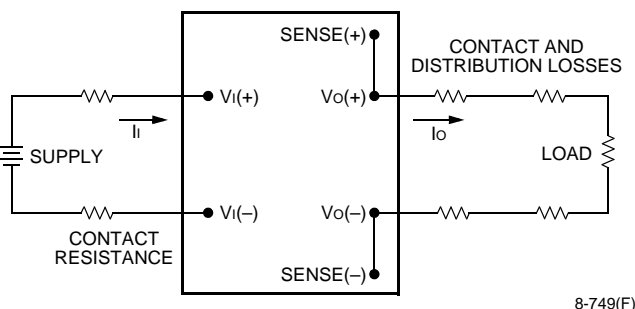 SENSE(+)
CONTACT AND
DISTRIBUTION LOSSES
VI(+)
VO(+)
II
IO
SUPPLY
LOAD
VI(–)
VO(–)
CONTACT
RESISTANCE
SENSE(–)
8-749(F)